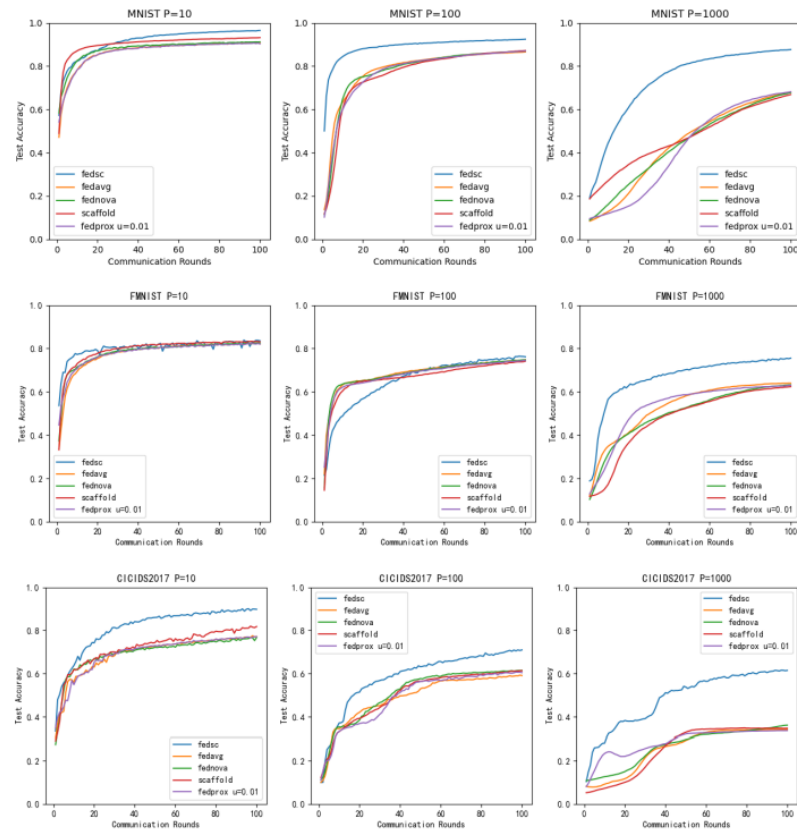 MNIST P=10
Test Accuracy
1.0
0.8
0.6
0.4
0.2
0.0
fedsc
fedavg
fednova
scaffold
fedprox u=0.01
0 20 40 60 80 100
Communication Rounds
MNIST P=100
Test Accuracy
1.0
0.8
0.6
0.4
0.2
0.0
fedsc
fedavg
fednova
scaffold
fedprox u=0.01
0 20 40 60 80 100
Communication Rounds
MNIST P=1000
Test Accuracy
1.0
0.8
0.6
0.4
0.2
0.0
fedsc
fedavg
fednova
scaffold
fedprox u=0.01
0 20 40 60 80 100
Communication Rounds
FMNIST P=10
Test Accuracy
1.0
0.8
0.6
0.4
0.2
0.0
fedsc
fedavg
fednova
scaffold
fedprox u=0.01
0 20 40 60 80 100
Communication Rounds
FMNIST P=100
Test Accuracy
1.0
0.8
0.6
0.4
0.2
0.0
fedsc
fedavg
fednova
scaffold
fedprox u=0.01
0 20 40 60 80 100
Communication Rounds
FMNIST P=1000
Test Accuracy
1.0
0.8
0.6
0.4
0.2
0.0
fedsc
fedavg
fednova
scaffold
fedprox u=0.01
0 20 40 60 80 100
Communication Rounds
CICIDS2017 P=10
Test Accuracy
1.0
0.8
0.6
0.4
0.2
0.0
fedsc
fedavg
fednova
scaffold
fedprox u=0.01
0 20 40 60 80 100
Communication Rounds
CICIDS2017 P=100
Test Accuracy
1.0
0.8
0.6
0.4
0.2
0.0
fedsc
fedavg
fednova
scaffold
fedprox u=0.01
0 20 40 60 80 100
Communication Rounds
CICIDS2017 P=1000
Test Accuracy
1.0
0.8
0.6
0.4
0.2
0.0
fedsc
fedavg
fednova
scaffold
fedprox u=0.01
0 20 40 60 80 100
Communication Rounds